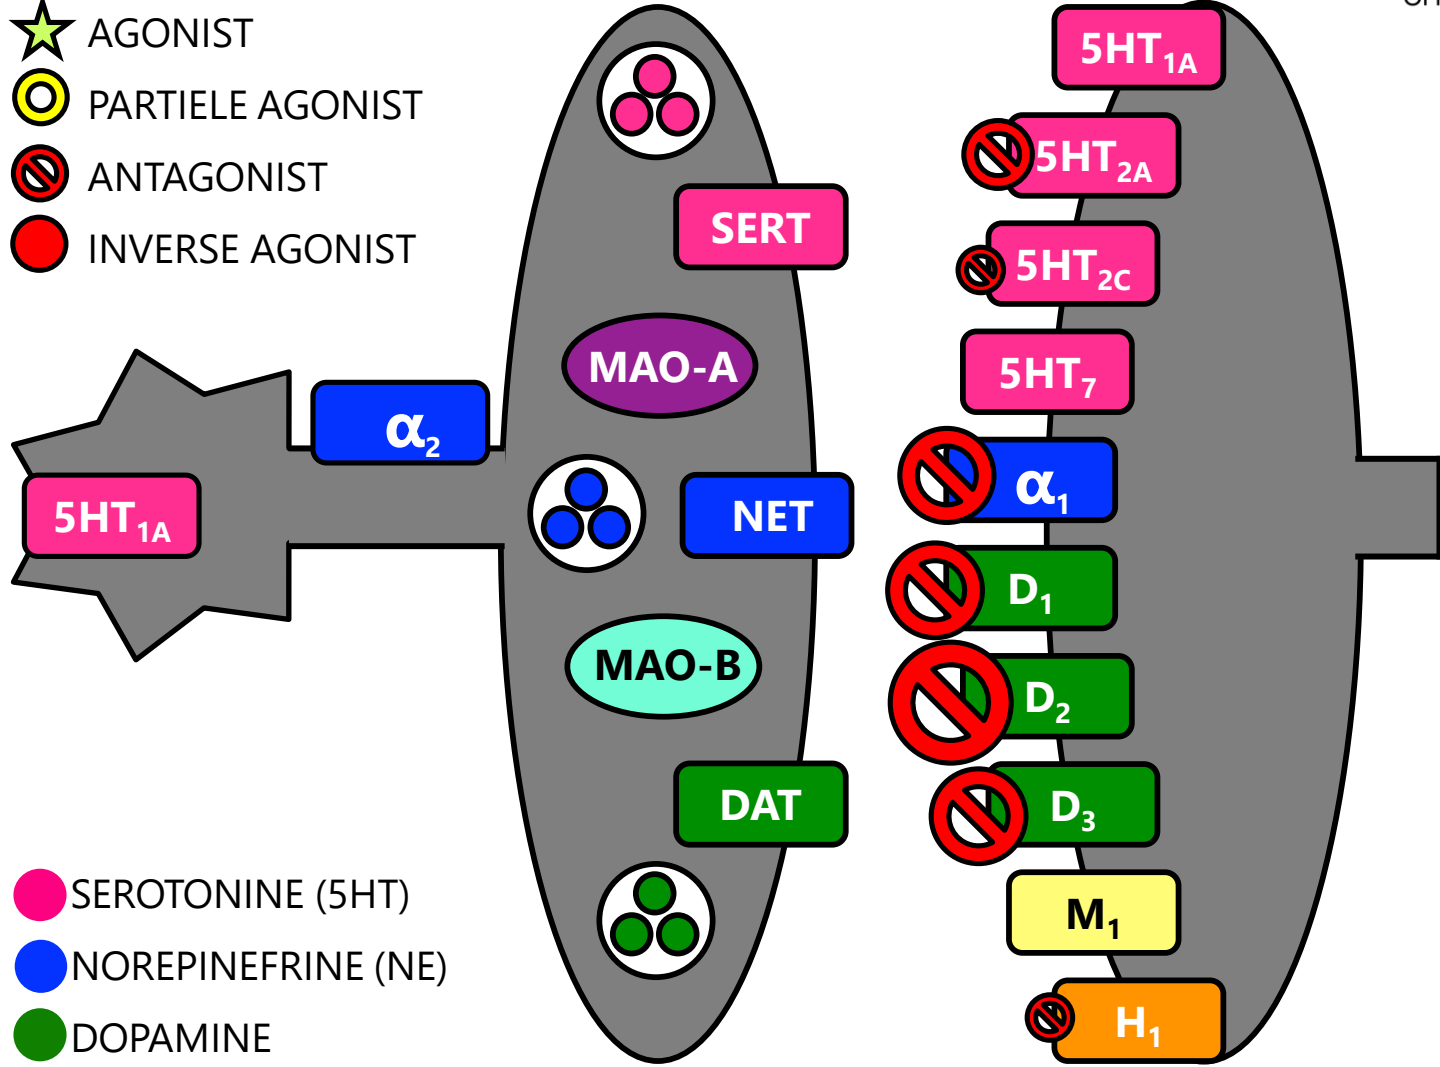 AGONIST
PARTIELE AGONIST
ANTAGONIST
INVERSE AGONIST
5HT1A
5HT2A
SERT
5HT2C
MAO-A
5HT7
α2
α1
5HT1A
NET
D1
MAO-B
D2
DAT
D3
SEROTONINE (5HT)
M1
NOREPINEFRINE (NE)
DOPAMINE
H1